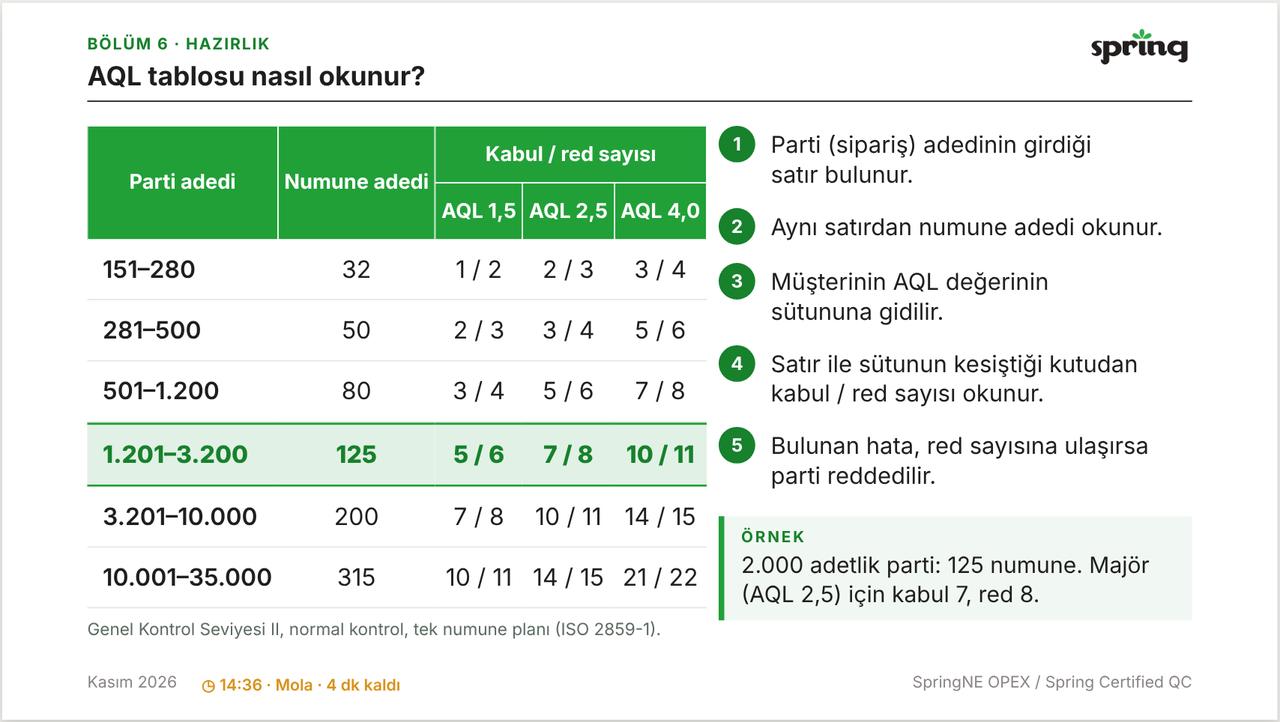 BÖLÜM 6 · HAZIRLIK
AQL tablosu nasıl okunur?
spring
Parti adedi Numune adedi Kabul / red sayısı
AQL 1,5 AQL 2,5 AQL 4,0
151–280 32 1 / 2 2 / 3 3 / 4
281–500 50 2 / 3 3 / 4 5 / 6
501–1.200 80 3 / 4 5 / 6 7 / 8
1.201–3.200 125 5 / 6 7 / 8 10 / 11
3.201–10.000 200 7 / 8 10 / 11 14 / 15
10.001–35.000 315 10 / 11 14 / 15 21 / 22
Genel Kontrol Seviyesi II, normal kontrol, tek numune planı (ISO 2859-1).
1 Parti (sipariş) adedinin girdiği
satır bulunur.
2 Aynı satırdan numune adedi okunur.
3 Müşterinin AQL değerinin
sütununa gidilir.
4 Satır ile sütunun kesiştiği kutudan
kabul / red sayısı okunur.
5 Bulunan hata, red sayısına ulaşırsa
parti reddedilir.
ÖRNEK
2.000 adetlik parti: 125 numune. Majör
(AQL 2,5) için kabul 7, red 8.
Kasım 2026
14:36 · Mola · 4 dk kaldı
SpringNE OPEX / Spring Certified QC